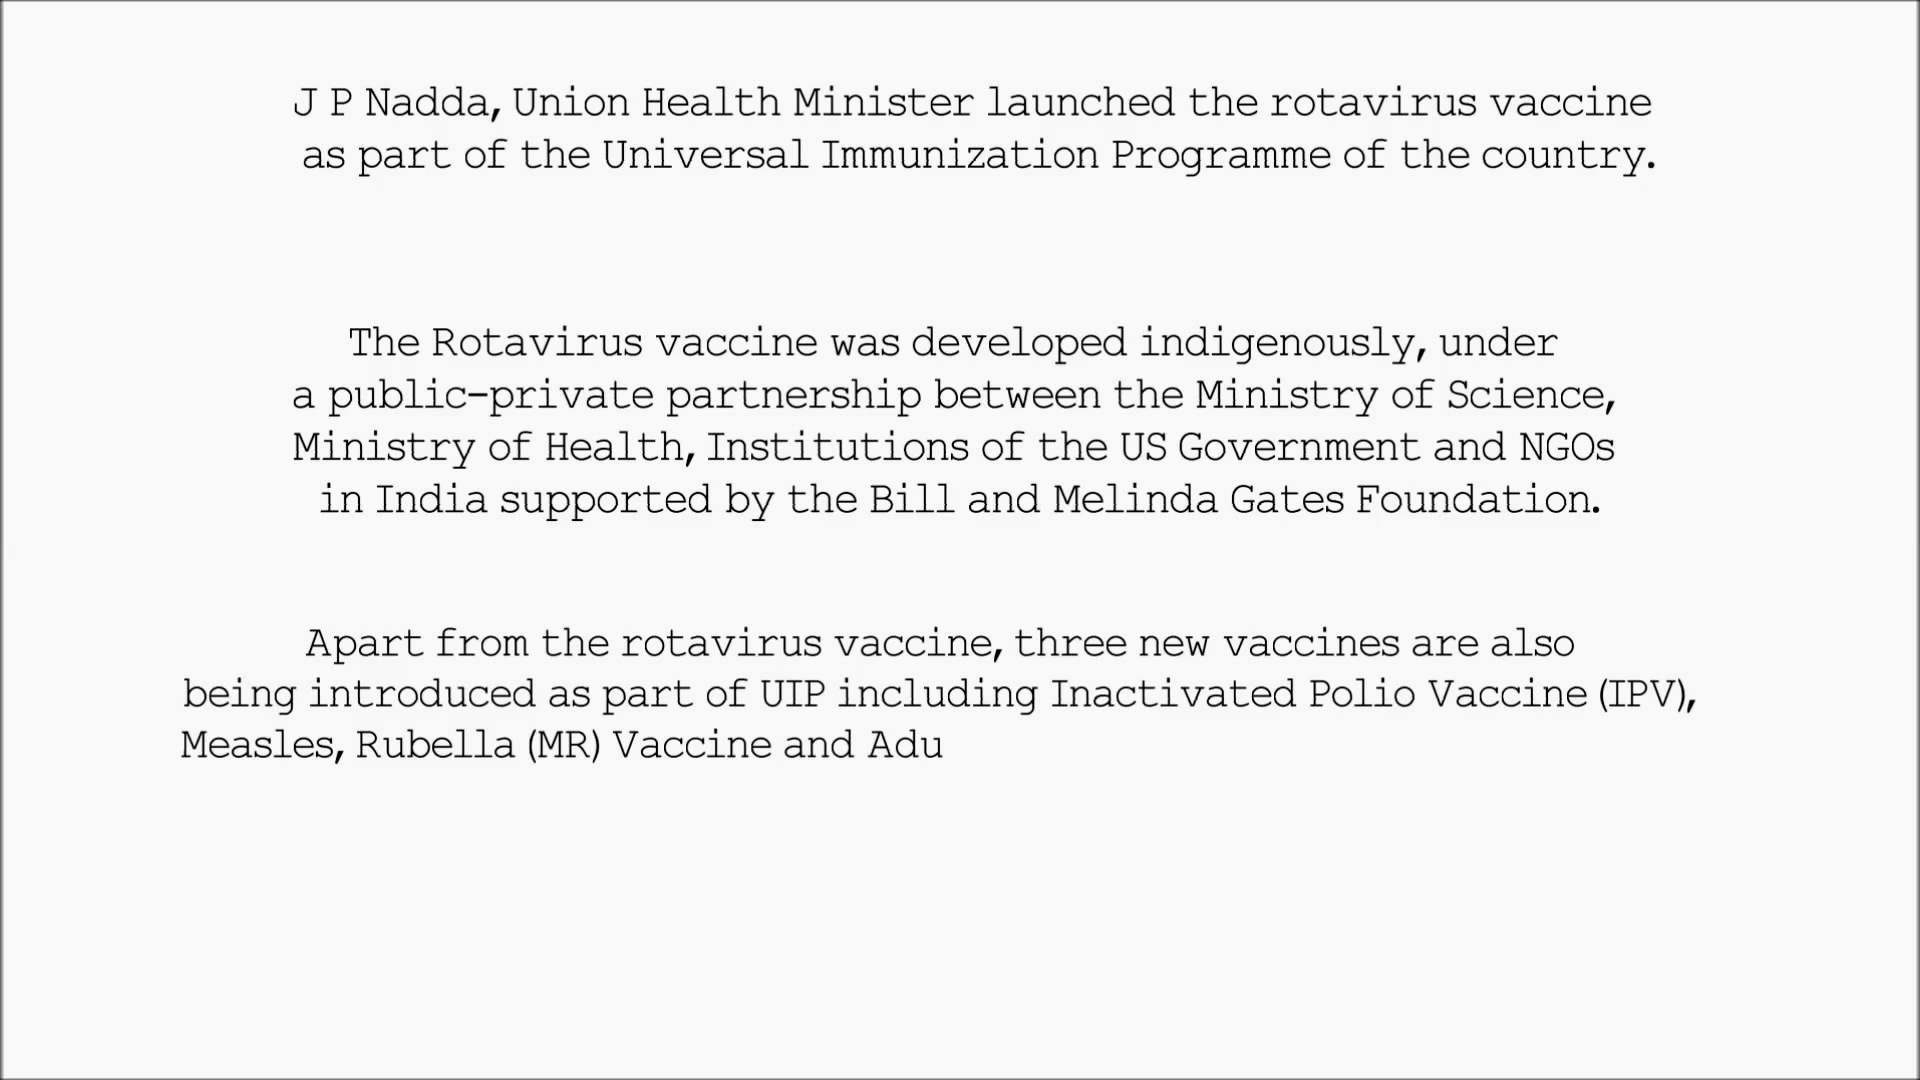 J P Nadda, Union Health Minister launched the rotavirus vaccine
as part of the Universal Immunization Programme of the country.
The Rotavirus vaccine was developed indigenously, under
a public-private partnership between the Ministry of Science,
Ministry of Health, Institutions of the US Government and NGOs
in India supported by the Bill and Melinda Gates Foundation.
Apart from the rotavirus vaccine, three new vaccines are also
being introduced as part of UIP including Inactivated Polio Vaccine (IPV),
Measles, Rubella (MR) Vaccine and Adu